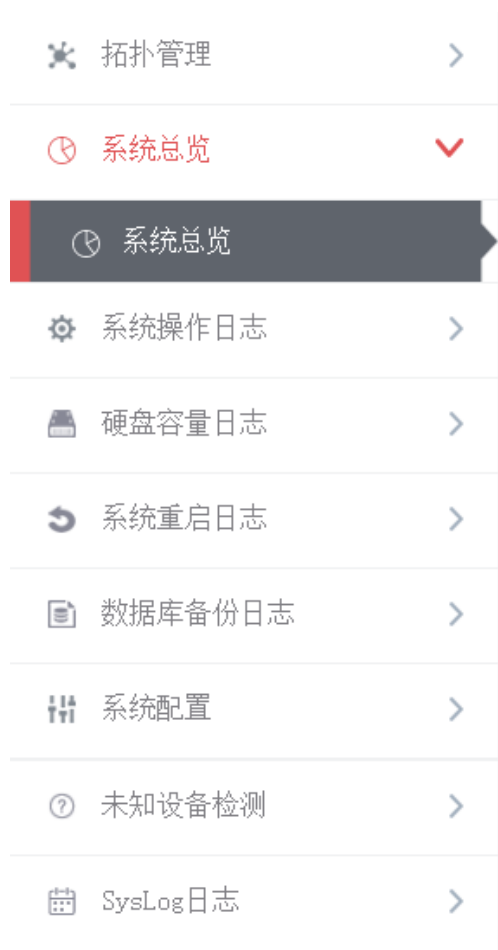 拓扑管理
系统总览
系统总览
系统操作日志
硬盘容量日志
系统重启日志
数据库备份日志
系统配置
未知设备检测
SysLog日志